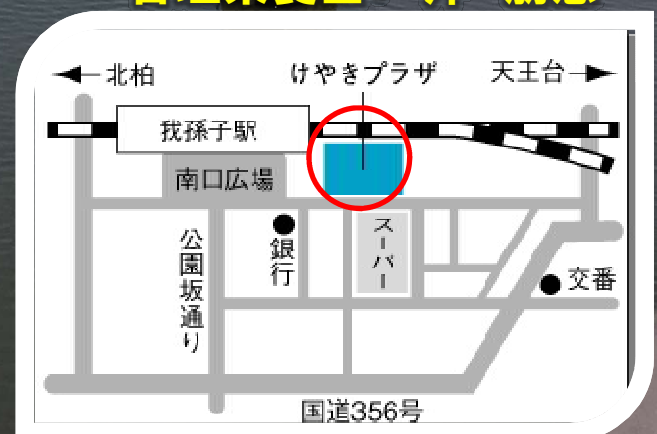 北柏
けやきプラザ
天王台
我孫子駅
南口広場
公園坂通り
銀行
スーパー
交番
国道356号